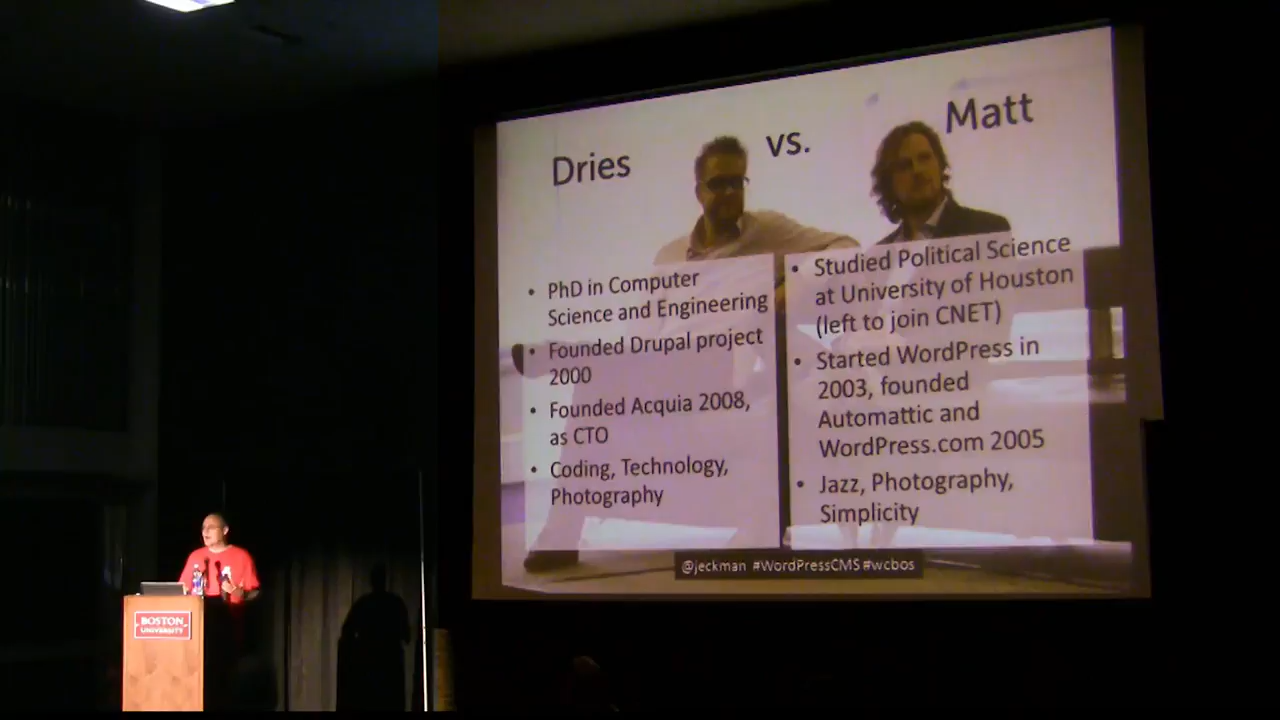 Dries
vs.
Matt
• PhD in Computer
Science and Engineering
• Founded Drupal project
2000
• Founded Acquia 2008,
as CTO
• Coding, Technology,
Photography
• Studied Political Science
at University of Houston
(left to join CNET)
• Started WordPress in
2003, founded
Automattic and
WordPress.com 2005
• Jazz, Photography,
Simplicity
@jeckman #WordPressCMS #wcbos
BOSTON
UNIVERSITY